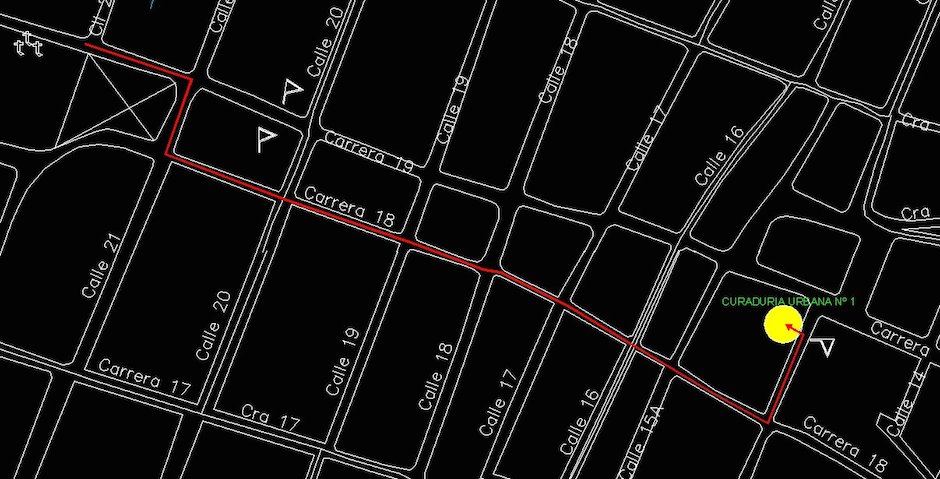 Calle 20
Calle 19
Calle 18
Calle 17
Calle 16
Carrera 19
Carrera 18
Cra
Cra
Calle 21
Calle 20
Calle 19
Calle 18
Calle 17
Calle 16
Calle 15A
CURADURIA URBANA Nº 1
Carrera
Calle 14
Carrera 17
Cra 17
Carrera 18